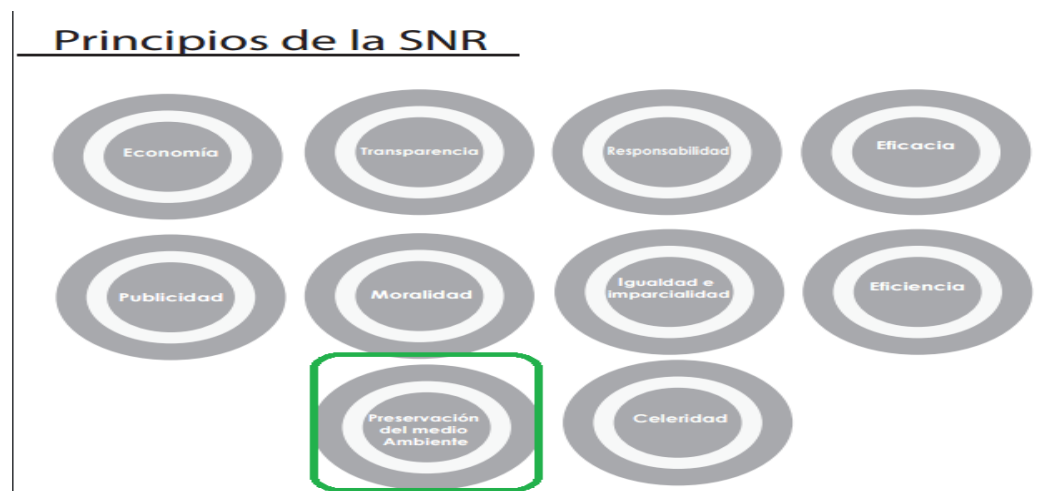 Principios de la SNR
Economía
Transparencia
Responsabilidad
Eficacia
Publicidad
Moralidad
Igualdad e
imparcialidad
Eficiencia
Preservación
del medio
Ambiente
Celeridad